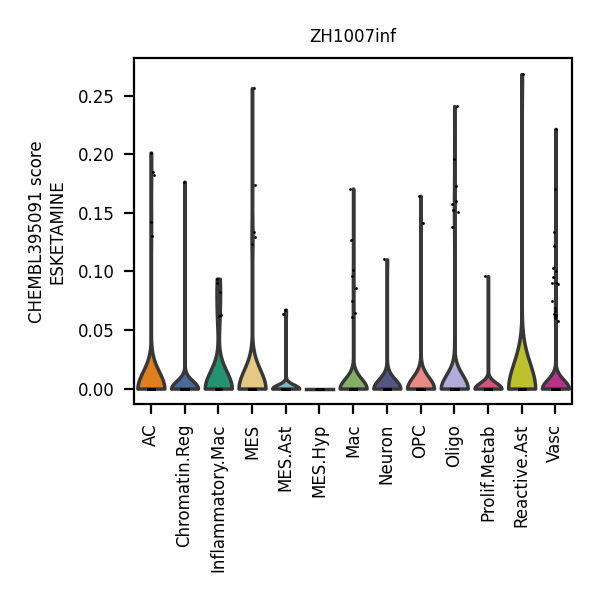 ZH1007inf
CHEMBL395091 score
ESKETAMINE
0.25
0.20
0.15
0.10
0.05
0.00
AC
Chromatin.Reg
Inflammatory.Mac
MES
MES.Ast
MES.Hyp
Mac
Neuron
OPC
Oligo
Prolif.Metab
Reactive.Ast
Vasc